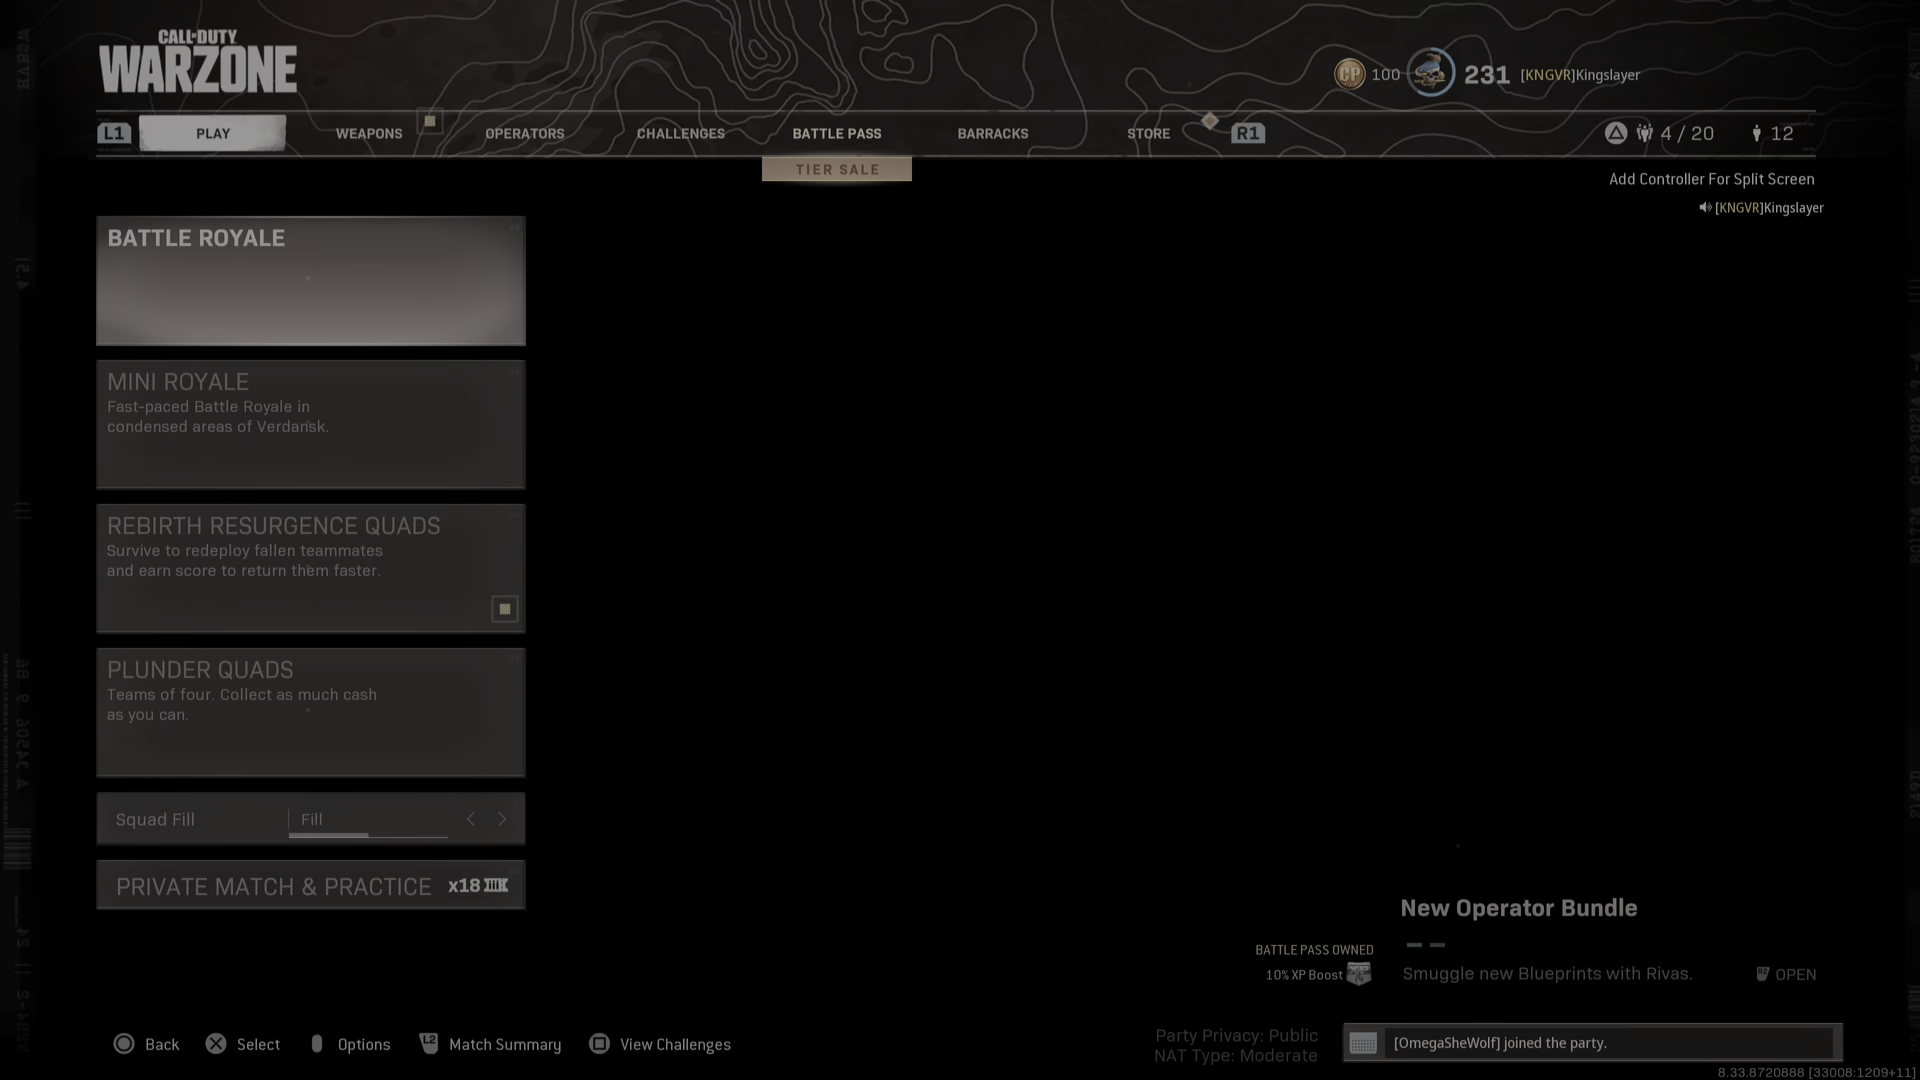 CALL OF DUTY
WARZONE
CP 100
231
[KNGVR]Kingslayer
L1
PLAY
WEAPONS
OPERATORS
CHALLENGES
BATTLE PASS
BARRACKS
STORE
R1
4 / 20
12
TIER SALE
Add Controller For Split Screen
[KNGVR]Kingslayer
BATTLE ROYALE
MINI ROYALE
Fast-paced Battle Royale in
condensed areas of Verdansk.
REBIRTH RESURGENCE QUADS
Survive to redeploy fallen teammates
and earn score to return them faster.
PLUNDER QUADS
Teams of four. Collect as much cash
as you can.
Squad Fill
Fill
PRIVATE MATCH & PRACTICE
x18
New Operator Bundle
BATTLE PASS OWNED
10% XP Boost
Smuggle new Blueprints with Rivas.
OPEN
Back
Select
Options
L2 Match Summary
View Challenges
Party Privacy: Public
NAT Type: Moderate
[OmegaSheWolf] joined the party.
8.33.8720888 [33008:1209+11]